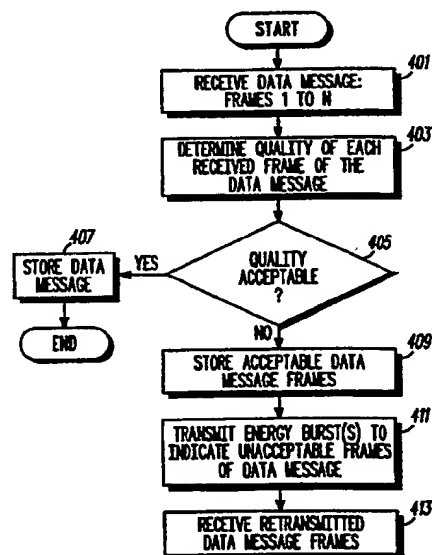 START
401
RECEIVE DATA MESSAGE:
FRAMES 1 TO N
403
DETERMINE QUALITY OF EACH
RECEIVED FRAME OF THE
DATA MESSAGE
405
QUALITY
ACCEPTABLE
?
YES
407
STORE DATA
MESSAGE
END
NO
409
STORE ACCEPTABLE DATA
MESSAGE FRAMES
411
TRANSMIT ENERGY BURST(S) TO
INDICATE UNACCEPTABLE FRAMES
OF DATA MESSAGE
413
RECEIVE RETRANSMITTED
DATA MESSAGE FRAMES